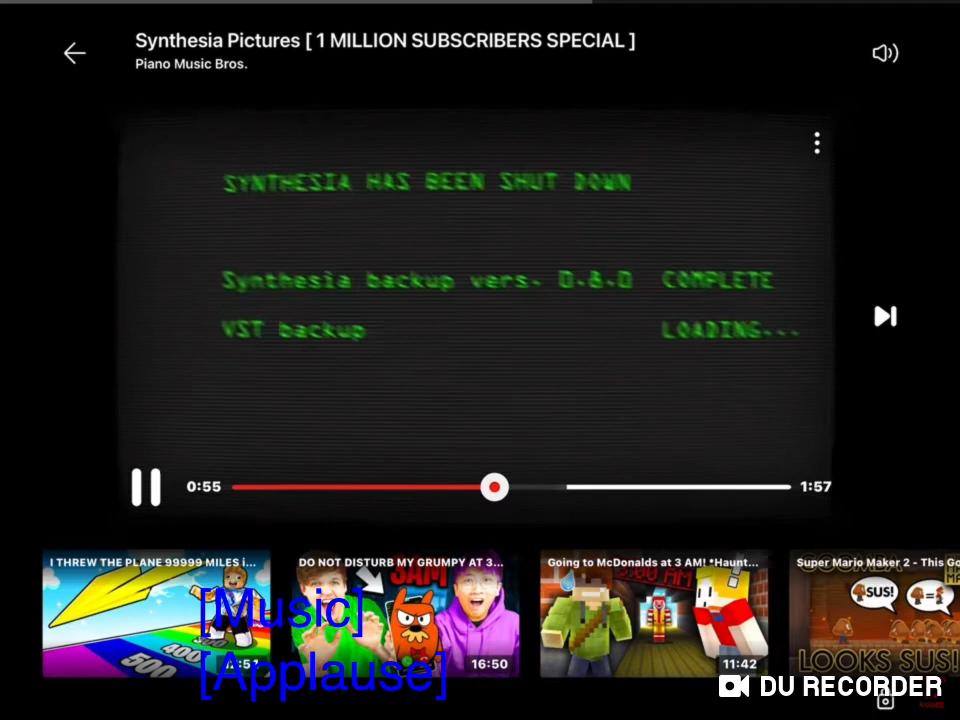 Synthesia Pictures [ 1 MILLION SUBSCRIBERS SPECIAL ]
Piano Music Bros.
SYNTHESIA HAS BEEN SHUT DOWN
Synthesia backup vers. 0.8.0 COMPLETE
VST backup LOADING...
0:55
1:57
I THREW THE PLANE 99999 MILES i...
DO NOT DISTURB MY GRUMPY AT 3...
Going to McDonalds at 3 AM! *Haunt...
Super Mario Maker 2 - This Go
3AM
SUS!
400
500
16:50
11:42
LOOKS SUS!
[Music]
[Applause]
DU RECORDER